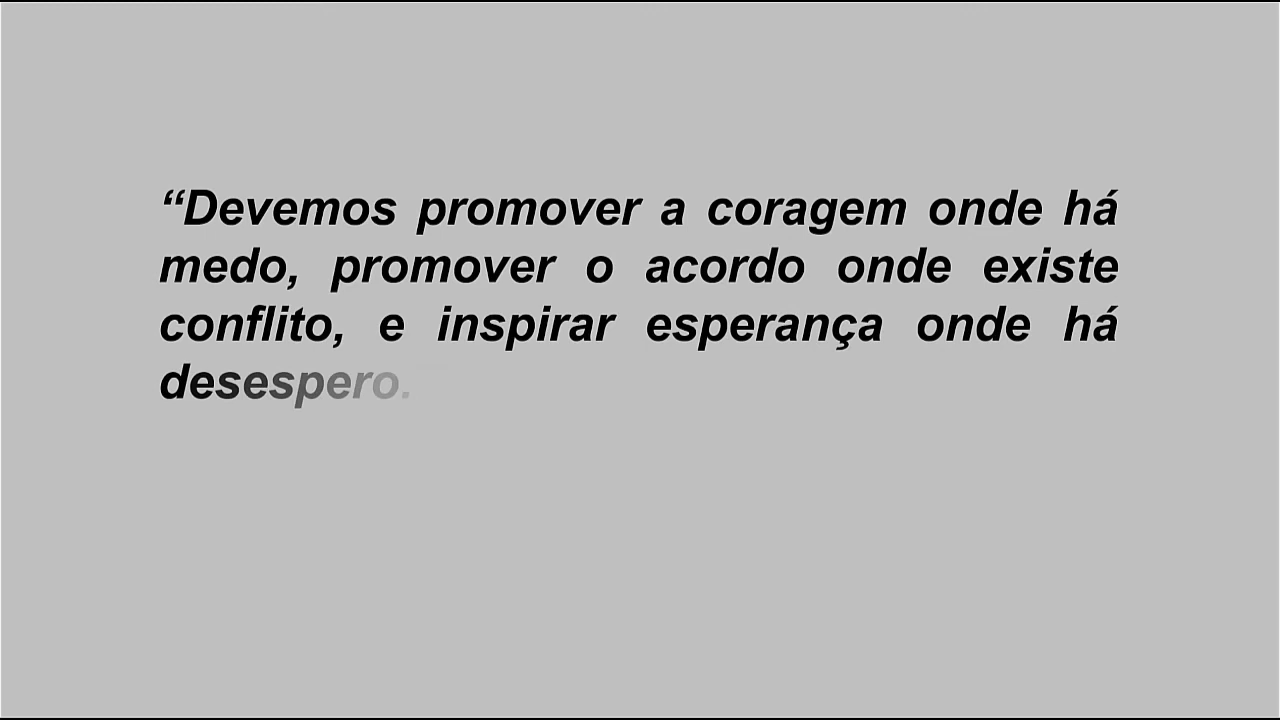 “Devemos promover a coragem onde há
medo, promover o acordo onde existe
conflito, e inspirar esperança onde há
desespero.